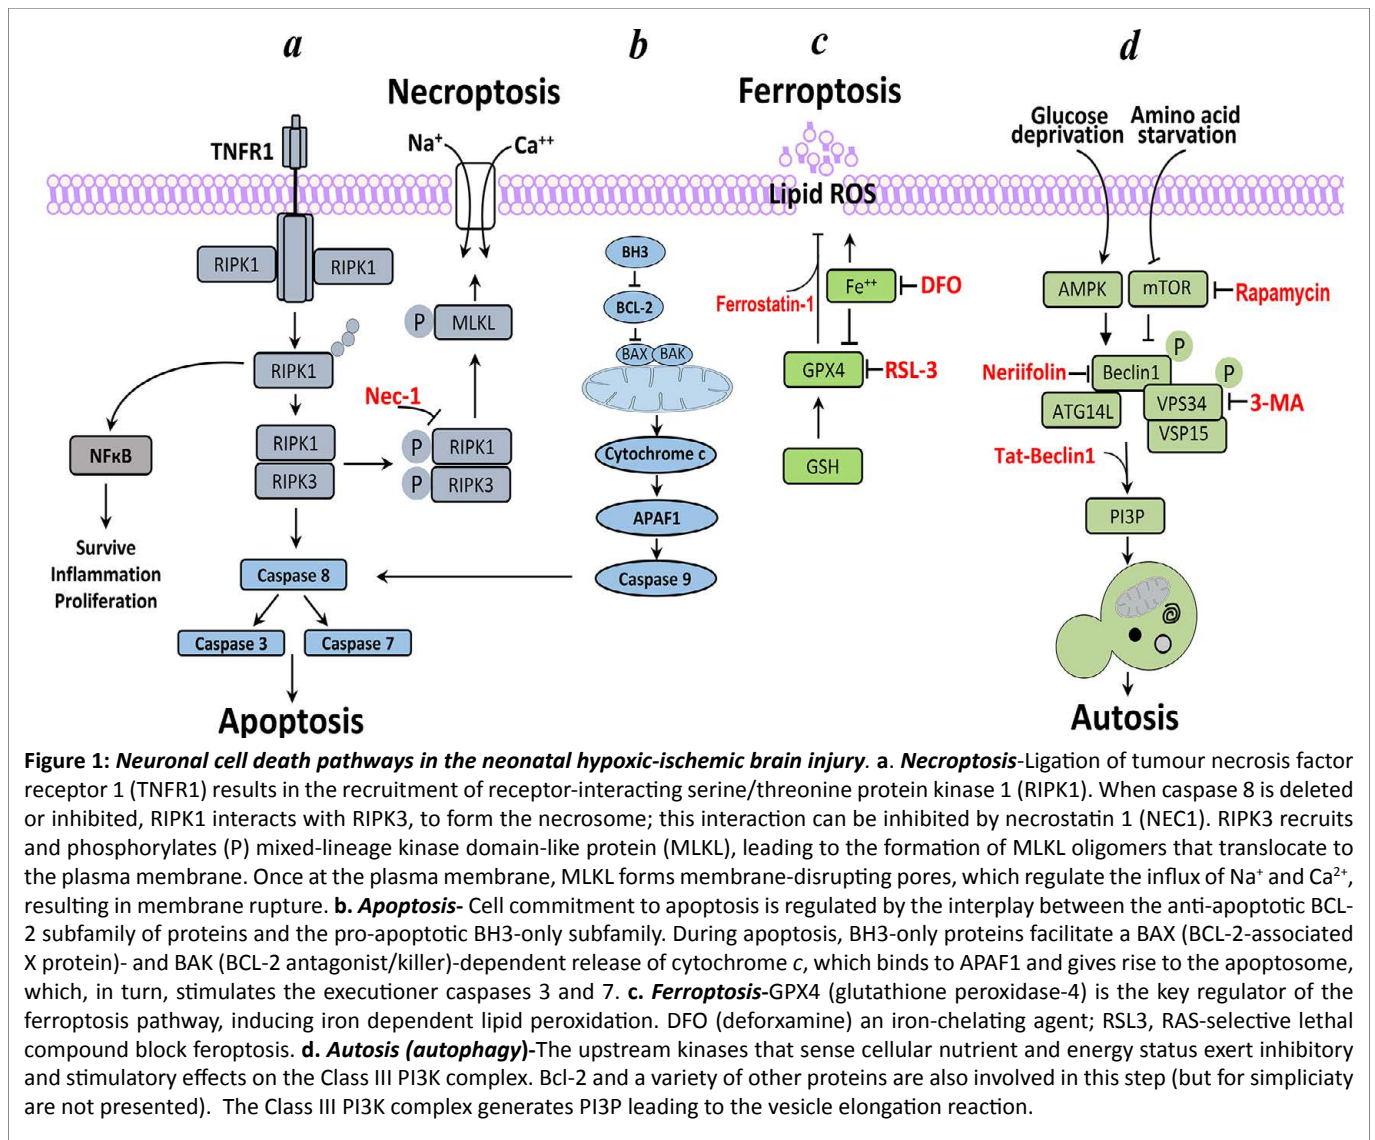 a
b
c
d
Necroptosis
Ferroptosis
TNFR1
Na+
Ca++
Lipid ROS
Glucose deprivation
Amino acid starvation
RIPK1
RIPK1
RIPK1
P
MLKL
Nec-1
NFκB
RIPK1
RIPK3
P
RIPK1
P
RIPK3
Survive
Inflammation
Proliferation
Caspase 8
Caspase 3
Caspase 7
Apoptosis
BH3
BCL-2
BAX
BAK
Cytochrome c
APAF1
Caspase 9
Ferrostatin-1
Fe++
DFO
GPX4
RSL-3
GSH
AMPK
mTOR
Rapamycin
P
Neriifolin
Beclin1
P
ATG14L
VPS34
3-MA
VSP15
Tat-Beclin1
PI3P
Autosis
Figure 1: Neuronal cell death pathways in the neonatal hypoxic-ischemic brain injury. a. Necroptosis-Ligation of tumour necrosis factor
receptor 1 (TNFR1) results in the recruitment of receptor-interacting serine/threonine protein kinase 1 (RIPK1). When caspase 8 is deleted
or inhibited, RIPK1 interacts with RIPK3, to form the necrosome; this interaction can be inhibited by necrostatin 1 (NEC1). RIPK3 recruits
and phosphorylates (P) mixed-lineage kinase domain-like protein (MLKL), leading to the formation of MLKL oligomers that translocate to
the plasma membrane. Once at the plasma membrane, MLKL forms membrane-disrupting pores, which regulate the influx of Na+ and Ca2+,
resulting in membrane rupture. b. Apoptosis- Cell commitment to apoptosis is regulated by the interplay between the anti-apoptotic BCL-
2 subfamily of proteins and the pro-apoptotic BH3-only subfamily. During apoptosis, BH3-only proteins facilitate a BAX (BCL-2-associated
X protein)- and BAK (BCL-2 antagonist/killer)-dependent release of cytochrome c, which binds to APAF1 and gives rise to the apoptosome,
which, in turn, stimulates the executioner caspases 3 and 7. c. Ferroptosis-GPX4 (glutathione peroxidase-4) is the key regulator of the
ferroptosis pathway, inducing iron dependent lipid peroxidation. DFO (deforxamine) an iron-chelating agent; RSL3, RAS-selective lethal
compound block feroptosis. d. Autosis (autophagy)-The upstream kinases that sense cellular nutrient and energy status exert inhibitory
and stimulatory effects on the Class III PI3K complex. Bcl-2 and a variety of other proteins are also involved in this step (but for simpliciaty
are not presented). The Class III PI3K complex generates PI3P leading to the vesicle elongation reaction.